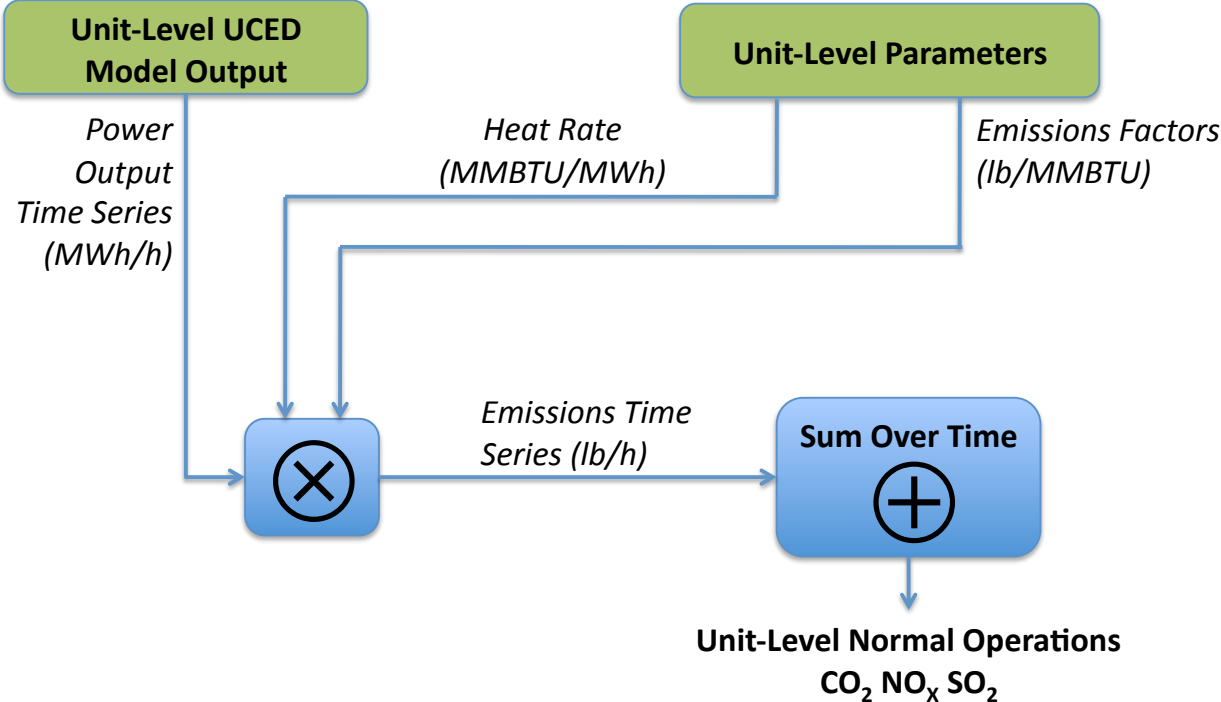 Unit-Level UCED
Model Output
Unit-Level Parameters
Power
Output
Time Series
(MWh/h)
Heat Rate
(MMBTU/MWh)
Emissions Factors
(lb/MMBTU)
Emissions Time
Series (lb/h)
Sum Over Time
Unit-Level Normal Operations
CO₂ NOₓ SO₂